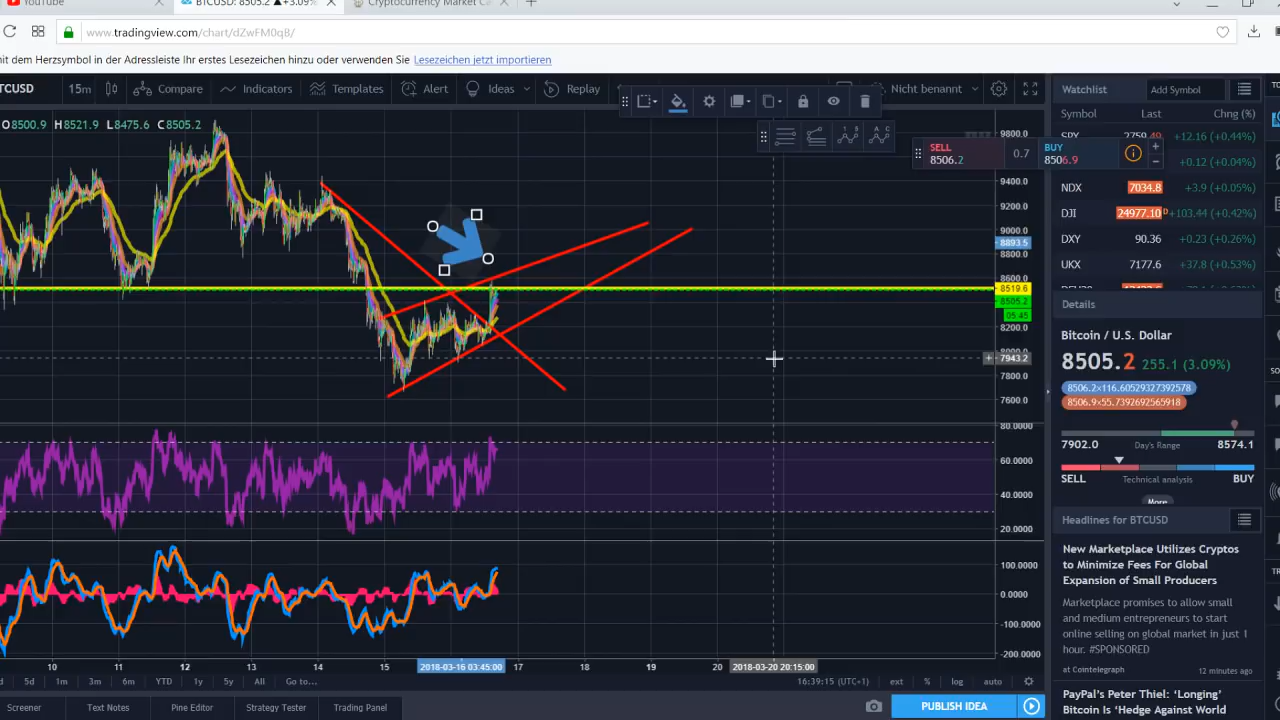 YouTube
BTCUSD: 8505.2 ▲+3.09%
Cryptocurrency Market Ca
www.tradingview.com/chart/dZwFM0qB/
mit dem Herzsymbol in der Adressleiste Ihr erstes Lesezeichen hinzu oder verwenden Sie Lesezeichen jetzt importieren
TCUSD 15m Compare Indicators Templates Alert Ideas Replay Nicht benannt
Watchlist Add Symbol
Symbol Last Chg (%)
O8500.9 H8521.9 L8475.6 C8505.2
SPY 2759.49 +12.16 (+0.44%)
SELL
8506.2
0.7
BUY
8506.9
+0.12 (+0.04%)
NDX 7034.8 +3.9 (+0.05%)
DJI 24977.10 D +103.44 (+0.42%)
DXY 90.36 +0.23 (+0.26%)
UKX 7177.6 +37.8 (+0.53%)
9800.0
9400.0
9200.0
9000.0
8893.5
8800.0
8600.0
8519.6
8505.2
05:45
8200.0
8000.0
7943.2
7800.0
7600.0
80.0000
60.0000
40.0000
20.0000
100.0000
0.0000
-100.0000
-200.0000
Details
Bitcoin / U.S. Dollar
8505.2 255.1 (3.09%)
8506.2×116.60529327392578
8506.9×55.7392692565918
7902.0 Day's Range 8574.1
SELL Technical analysis BUY
More
Headlines for BTCUSD
New Marketplace Utilizes Cryptos
to Minimize Fees For Global
Expansion of Small Producers
Marketplace promises to allow small
and medium entrepreneurs to start
online selling on global market in just 1
hour. #SPONSORED
at Cointelegraph 12 minutes ago
PayPal's Peter Thiel: ‘Longing’
Bitcoin Is ‘Hedge Against World
10 11 12 13 14 15 2018-03-16 03:45:00 17 18 19 20 2018-03-20 20:15:00
5d 1m 3m 6m YTD 1y 5y All Go to... 16:39:15 (UTC+1) ext % log auto
Screener Text Notes Pine Editor Strategy Tester Trading Panel PUBLISH IDEA